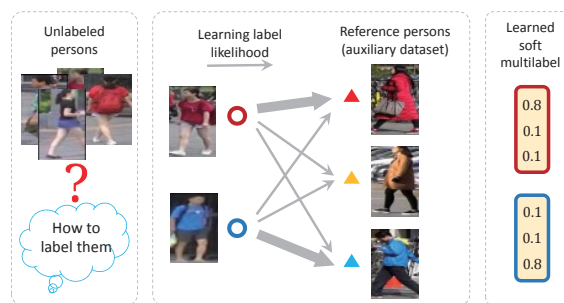 Unlabeled
persons
?
How to
label them
Learning label
likelihood
Reference persons
(auxiliary dataset)
Learned
soft
multilabel
0.8
0.1
0.1
0.1
0.1
0.8